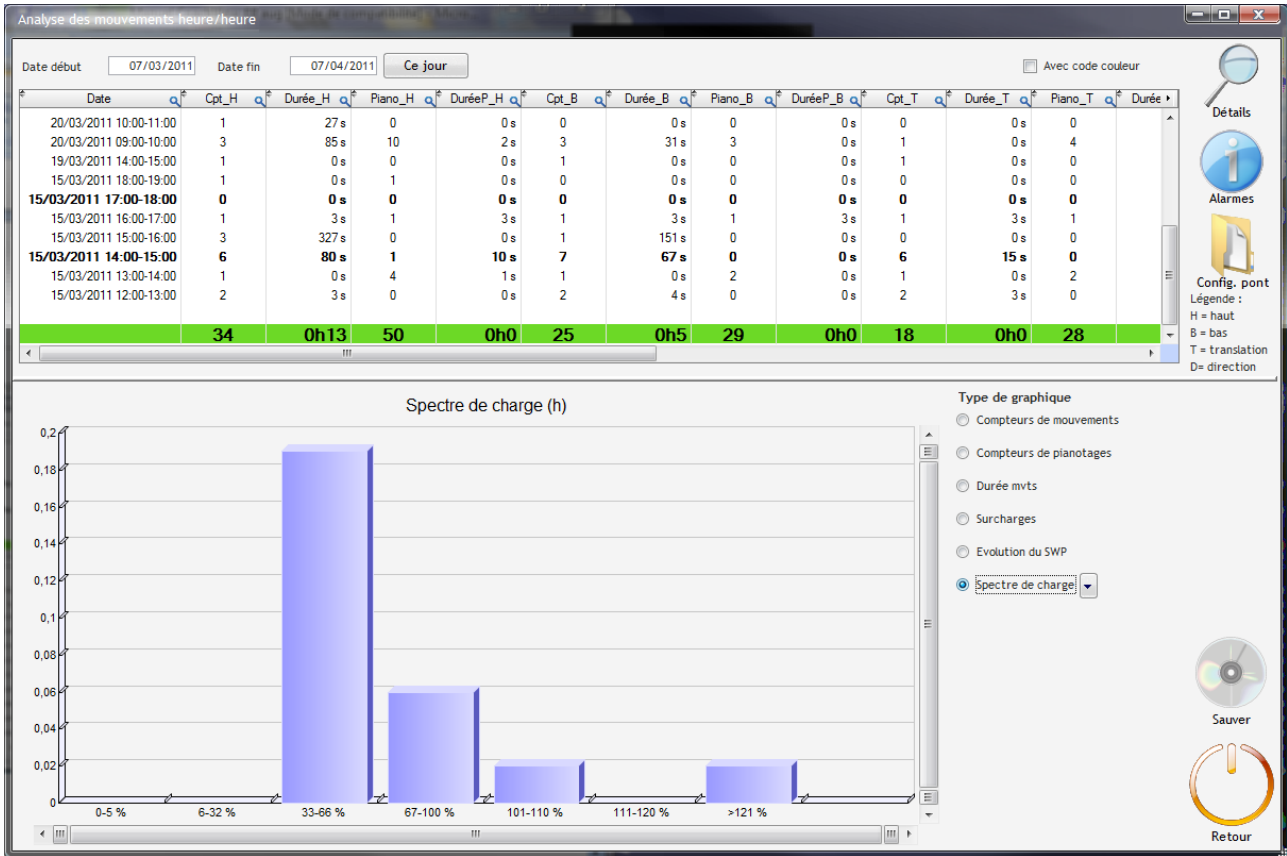 Analyse des mouvements heure/heure
Date début 07/03/2011 Date fin 07/04/2011 Ce jour Avec code couleur
Détails
Date Cpt_H Durée_H Piano_H DuréeP_H Cpt_B Durée_B Piano_B DuréeP_B Cpt_T Durée_T Piano_T Durée
20/03/2011 10:00-11:00 1 27 s 0 0 s 0 0 s 0 0 s 0 0 s 0
20/03/2011 09:00-10:00 3 85 s 10 2 s 3 31 s 3 0 s 1 0 s 4
19/03/2011 14:00-15:00 1 0 s 0 0 s 1 0 s 0 0 s 1 0 s 0
15/03/2011 18:00-19:00 1 0 s 1 0 s 0 0 s 0 0 s 0 0 s 0
15/03/2011 17:00-18:00 0 0 s 0 0 s 0 0 s 0 0 s 0 0 s 0
15/03/2011 16:00-17:00 1 3 s 1 3 s 1 3 s 1 3 s 1 3 s 1
15/03/2011 15:00-16:00 3 327 s 0 0 s 1 151 s 0 0 s 0 0 s 0
15/03/2011 14:00-15:00 6 80 s 1 10 s 7 67 s 0 0 s 6 15 s 0
15/03/2011 13:00-14:00 1 0 s 4 1 s 1 0 s 2 0 s 1 0 s 2
15/03/2011 12:00-13:00 2 3 s 0 0 s 2 4 s 0 0 s 2 3 s 0
34 0h13 50 0h0 25 0h5 29 0h0 18 0h0 28
Alarmes
Config. pont
Légende :
H = haut
B = bas
T = translation
D= direction
Spectre de charge (h)
0,2
0,18
0,16
0,14
0,12
0,1
0,08
0,06
0,04
0,02
0
0-5 % 6-32 % 33-66 % 67-100 % 101-110 % 111-120 % >121 %
Type de graphique
Compteurs de mouvements
Compteurs de pianotages
Durée mvts
Surcharges
Evolution du SWP
Spectre de charge
Sauver
Retour